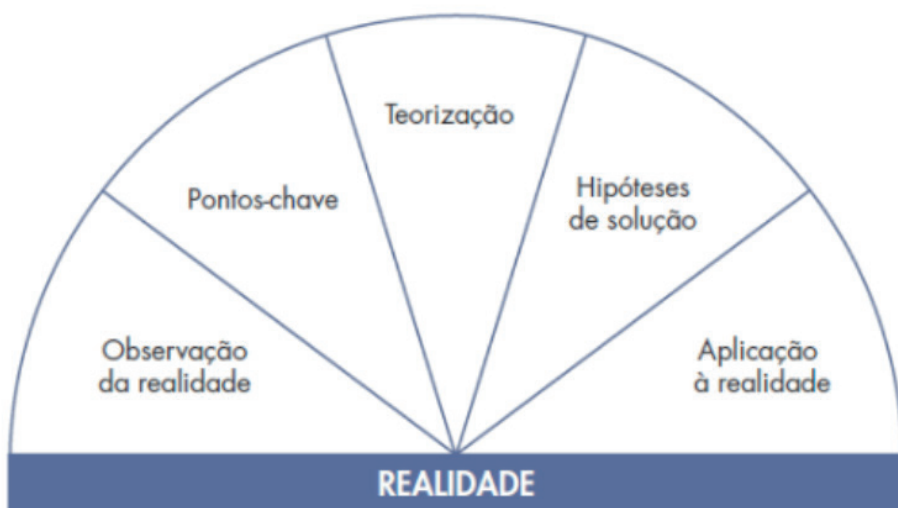 Observação
da realidade
Pontos-chave
Teorização
Hipóteses
de solução
Aplicação
à realidade
REALIDADE